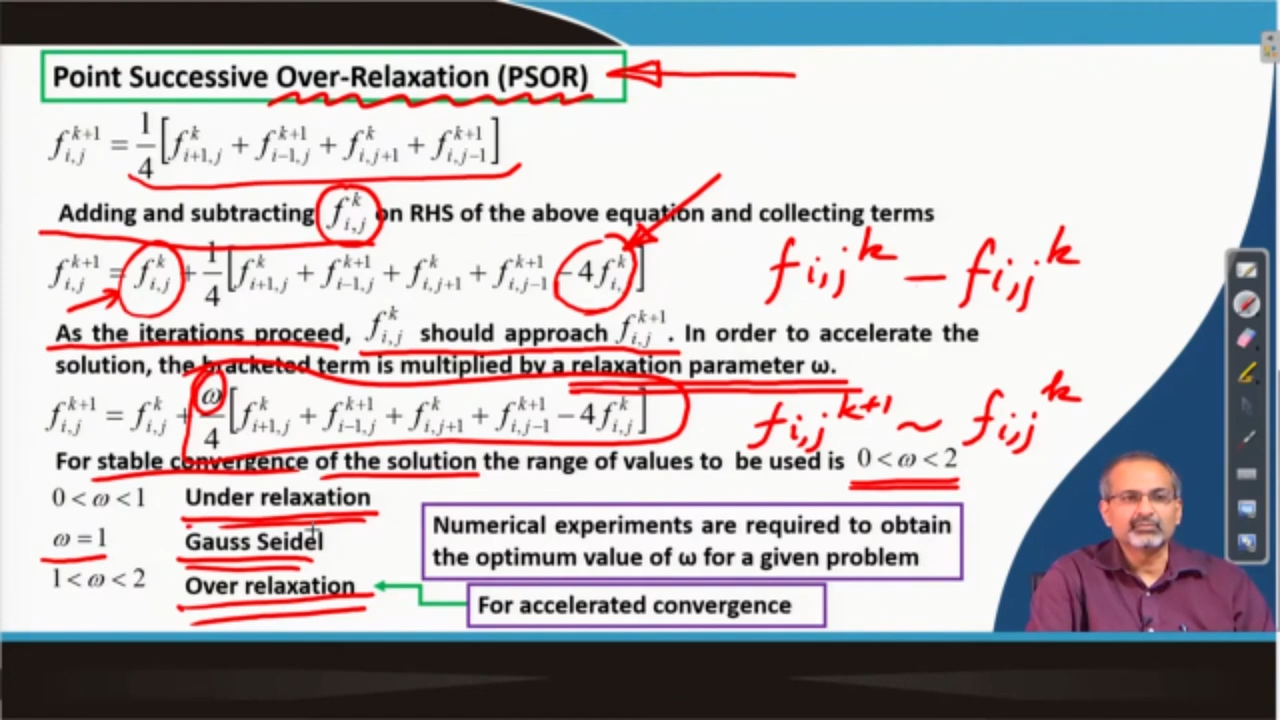 Point Successive Over-Relaxation (PSOR)
f_{i,j}^{k+1} = \frac{1}{4}[f_{i+1,j}^{k} + f_{i-1,j}^{k+1} + f_{i,j+1}^{k} + f_{i,j-1}^{k+1}]
Adding and subtracting f_{i,j}^{k} on RHS of the above equation and collecting terms
f_{i,j}^{k+1} = f_{i,j}^{k} + \frac{1}{4}[f_{i+1,j}^{k} + f_{i-1,j}^{k+1} + f_{i,j+1}^{k} + f_{i,j-1}^{k+1} - 4f_{i,}^{k}]
f_{i,j}^{k} - f_{i,j}^{k}
As the iterations proceed, f_{i,j}^{k} should approach f_{i,j}^{k+1}. In order to accelerate the
solution, the bracketed term is multiplied by a relaxation parameter ω.
f_{i,j}^{k+1} = f_{i,j}^{k} + \frac{ω}{4}[f_{i+1,j}^{k} + f_{i-1,j}^{k+1} + f_{i,j+1}^{k} + f_{i,j-1}^{k+1} - 4f_{i,j}^{k}]
f_{i,j}^{k+1} ~ f_{i,j}^{k}
For stable convergence of the solution the range of values to be used is 0 < ω < 2
0 < ω < 1 Under relaxation
ω = 1 Gauss Seidel
1 < ω < 2 Over relaxation
Numerical experiments are required to obtain
the optimum value of ω for a given problem
For accelerated convergence